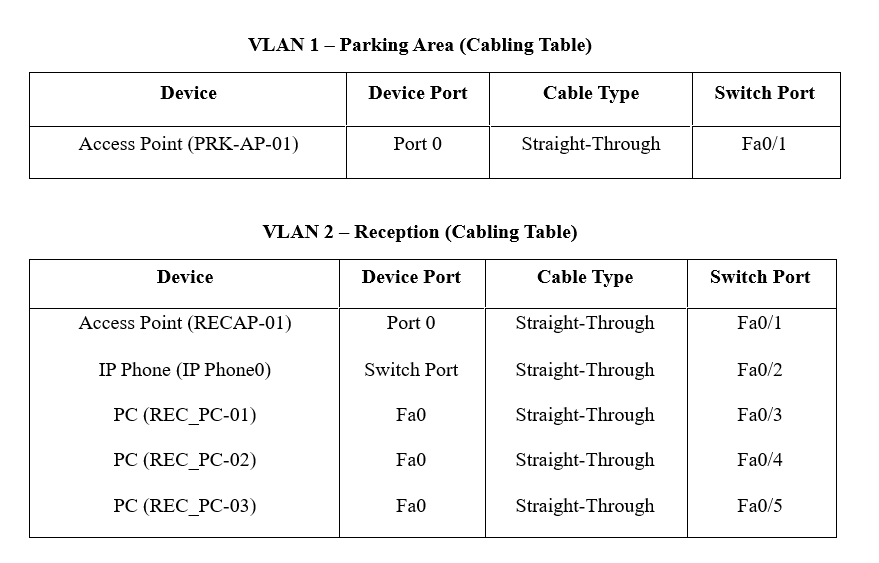 VLAN 1 – Parking Area (Cabling Table)
Device Device Port Cable Type Switch Port
Access Point (PRK-AP-01) Port 0 Straight-Through Fa0/1
VLAN 2 – Reception (Cabling Table)
Device Device Port Cable Type Switch Port
Access Point (RECAP-01) Port 0 Straight-Through Fa0/1
IP Phone (IP Phone0) Switch Port Straight-Through Fa0/2
PC (REC_PC-01) Fa0 Straight-Through Fa0/3
PC (REC_PC-02) Fa0 Straight-Through Fa0/4
PC (REC_PC-03) Fa0 Straight-Through Fa0/5